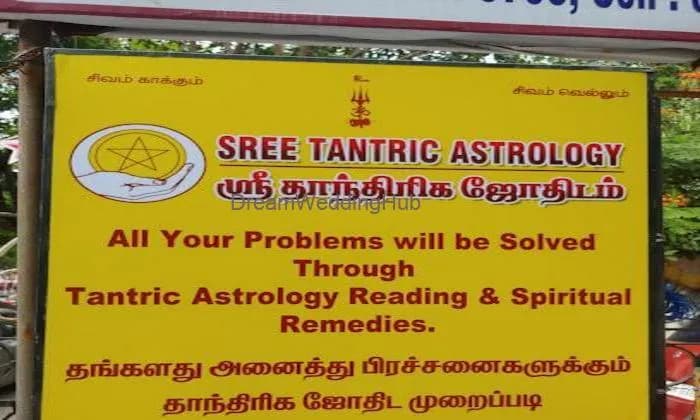 சிவம் காக்கும்
உ
சிவம் வெல்லும்
SREE TANTRIC ASTROLOGY
ஸ்ரீ தாந்திரிக ஜோதிடம்
DreamWeddingHub
All Your Problems will be Solved
Through
Tantric Astrology Reading & Spiritual
Remedies.
தங்களது அனைத்து பிரச்சனைகளுக்கும்
தாந்திரிக ஜோதிட முறைப்படி